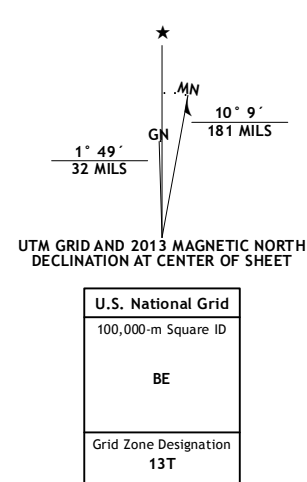 ★
MN
10° 9´
181 MILS
GN
1° 49´
32 MILS
UTM GRID AND 2013 MAGNETIC NORTH
DECLINATION AT CENTER OF SHEET
U.S. National Grid
100,000-m Square ID
BE
Grid Zone Designation
13T